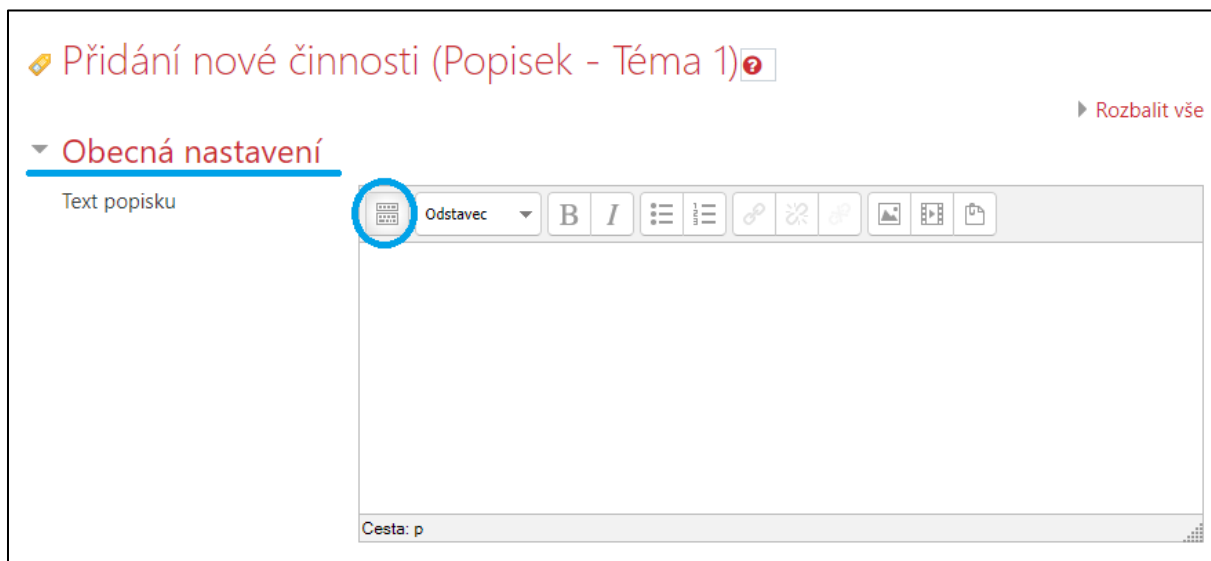 Přidání nové činnosti (Popisek - Téma 1)
Rozbalit vše
Obecná nastavení
Text popisku
Odstavec B I
Cesta: p